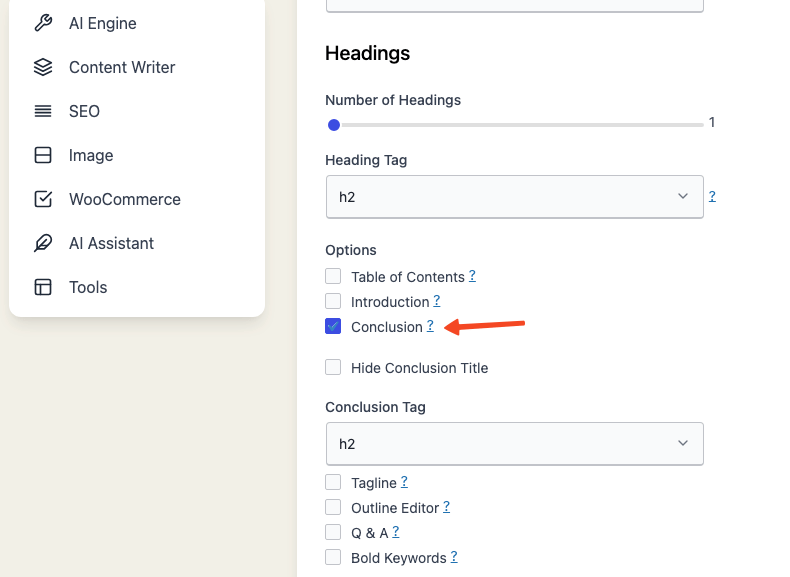 AI Engine
Content Writer
SEO
Image
WooCommerce
AI Assistant
Tools
Headings
Number of Headings
1
Heading Tag
h2
?
Options
Table of Contents ?
Introduction ?
Conclusion ?
Hide Conclusion Title
Conclusion Tag
h2
Tagline ?
Outline Editor ?
Q & A ?
Bold Keywords ?